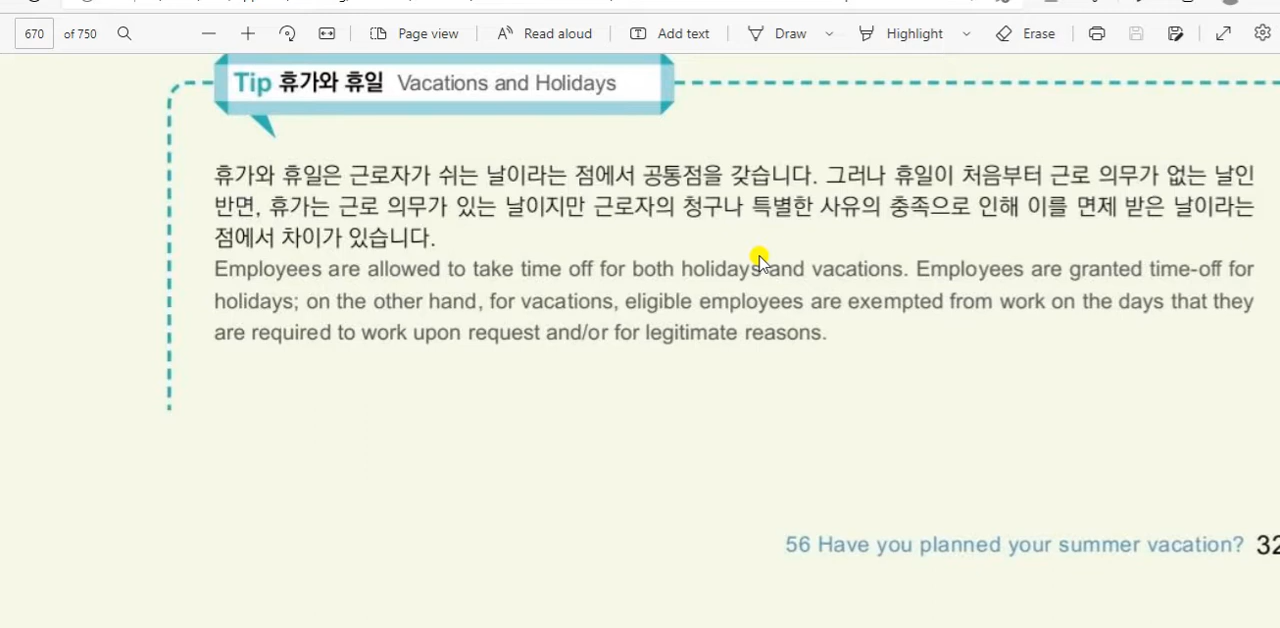 670 of 750 Page view Read aloud Add text Draw Highlight Erase
Tip 휴가와 휴일 Vacations and Holidays
휴가와 휴일은 근로자가 쉬는 날이라는 점에서 공통점을 갖습니다. 그러나 휴일이 처음부터 근로 의무가 없는 날인
반면, 휴가는 근로 의무가 있는 날이지만 근로자의 청구나 특별한 사유의 충족으로 인해 이를 면제 받은 날이라는
점에서 차이가 있습니다.
Employees are allowed to take time off for both holidays and vacations. Employees are granted time-off for
holidays; on the other hand, for vacations, eligible employees are exempted from work on the days that they
are required to work upon request and/or for legitimate reasons.
56 Have you planned your summer vacation? 32